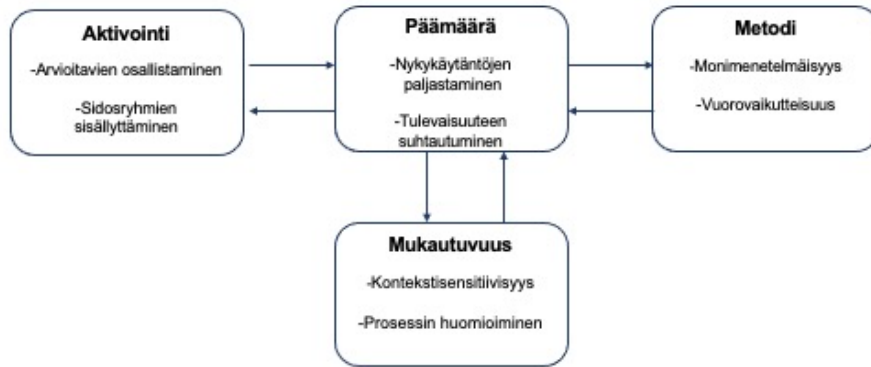 Aktivointi
-Arvioitavien osallistaminen
-Sidosryhmien
sisällyttäminen
Päämäärä
-Nykykäytäntöjen
paljastaminen
-Tulevaisuuteen
suhtautuminen
Metodi
-Monimenetelmäisyys
-Vuorovaikutteisuus
Mukautuvuus
-Kontekstisensitiivisyys
-Prosessin huomioiminen